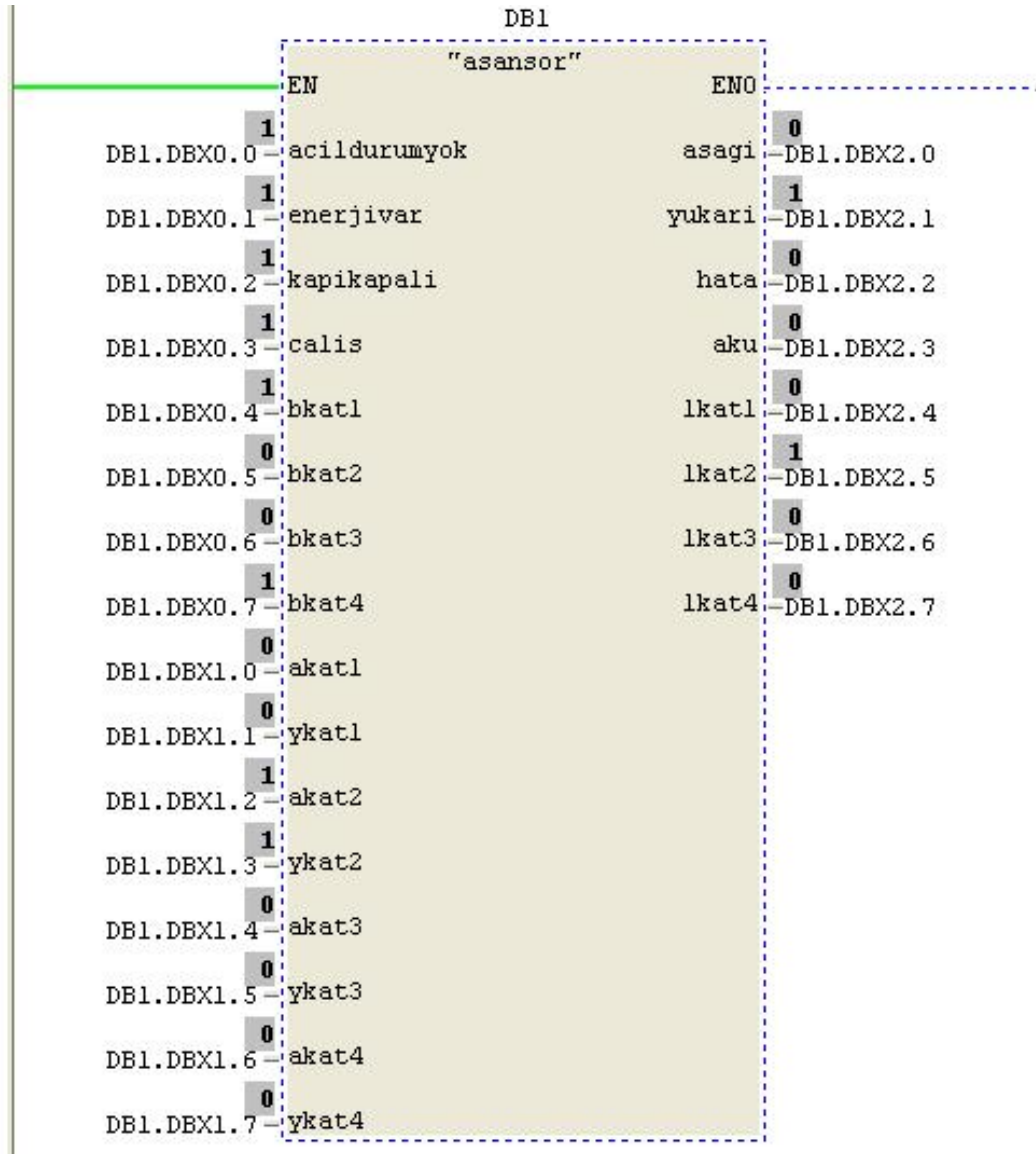 DB1
"asansor"
EN ENO
1 0
DB1.DBX0.0 acildurumyok asagi DB1.DBX2.0
1 1
DB1.DBX0.1 enerjivar yukari DB1.DBX2.1
1 0
DB1.DBX0.2 kapikapali hata DB1.DBX2.2
1 0
DB1.DBX0.3 calis aku DB1.DBX2.3
1 0
DB1.DBX0.4 bkat1 lkat1 DB1.DBX2.4
0 1
DB1.DBX0.5 bkat2 lkat2 DB1.DBX2.5
0 0
DB1.DBX0.6 bkat3 lkat3 DB1.DBX2.6
1 0
DB1.DBX0.7 bkat4 lkat4 DB1.DBX2.7
0
DB1.DBX1.0 akat1
0
DB1.DBX1.1 ykat1
1
DB1.DBX1.2 akat2
1
DB1.DBX1.3 ykat2
0
DB1.DBX1.4 akat3
0
DB1.DBX1.5 ykat3
0
DB1.DBX1.6 akat4
0
DB1.DBX1.7 ykat4